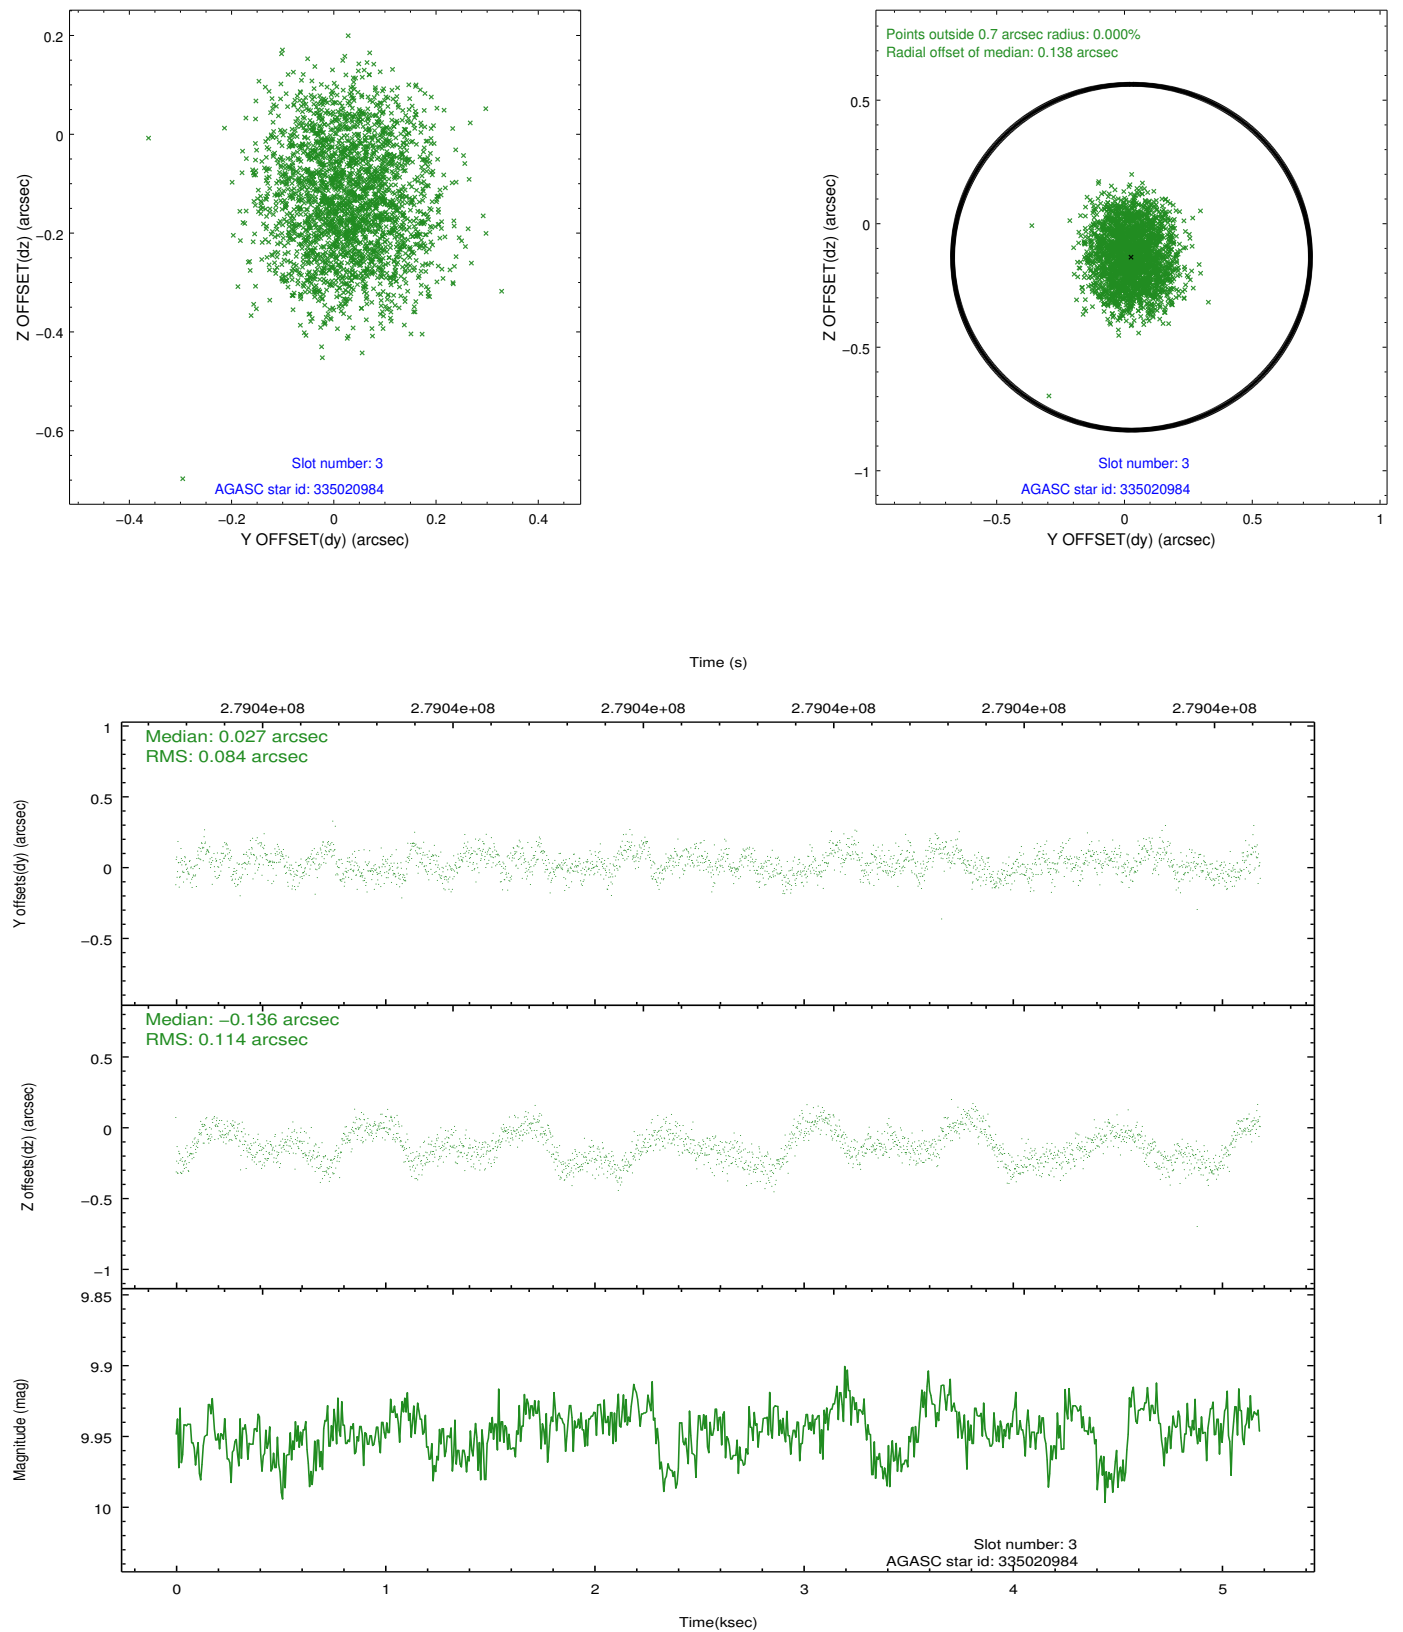 0.2
0
−0.2
−0.4
−0.6
Z OFFSET(dz) (arcsec)
Slot number: 3
AGASC star id: 335020984
−0.4
−0.2
0
0.2
0.4
Y OFFSET(dy) (arcsec)
Points outside 0.7 arcsec radius: 0.000%
Radial offset of median: 0.138 arcsec
0.5
0
−0.5
−1
Z OFFSET(dz) (arcsec)
Slot number: 3
AGASC star id: 335020984
−0.5
0
0.5
1
Y OFFSET(dy) (arcsec)
Time (s)
2.7904e+08
2.7904e+08
2.7904e+08
2.7904e+08
2.7904e+08
2.7904e+08
Median: 0.027 arcsec
RMS: 0.084 arcsec
1
0.5
0
−0.5
Y offsets(dy) (arcsec)
Median: −0.136 arcsec
RMS: 0.114 arcsec
0.5
0
−0.5
−1
Z offsets(dz) (arcsec)
9.85
9.9
9.95
10
Magnitude (mag)
Slot number: 3
AGASC star id: 335020984
0
1
2
3
4
5
Time(ksec)